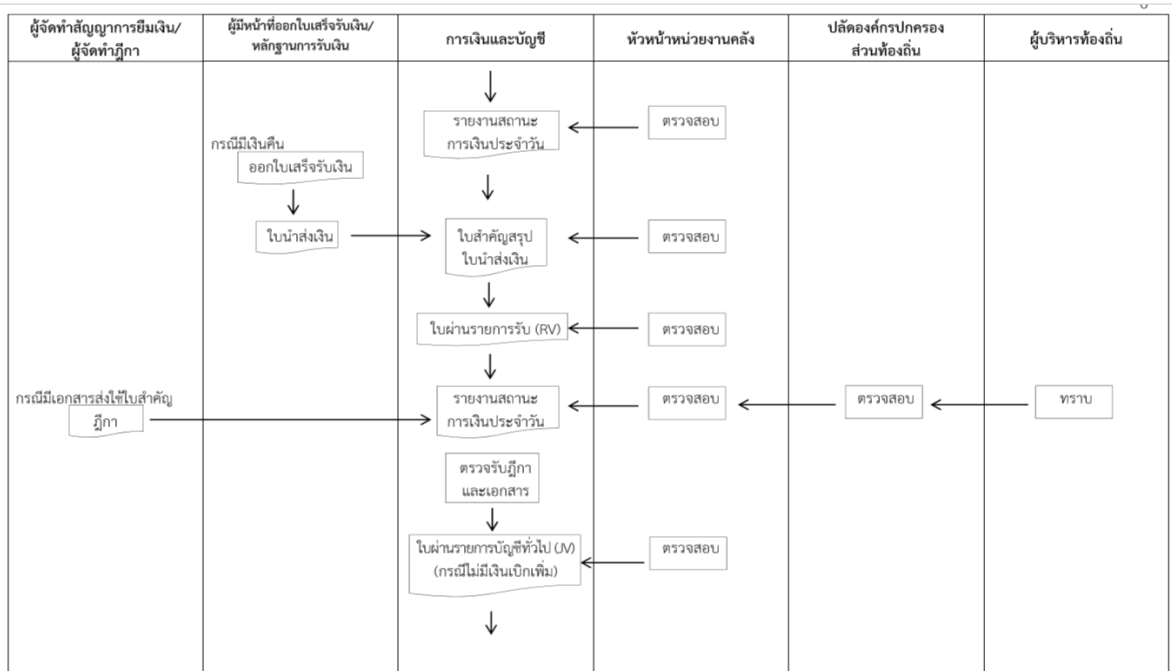 ผู้จัดทำสัญญาการยืมเงิน/
ผู้จัดทำฎีกา
ผู้มีหน้าที่ออกใบเสร็จรับเงิน/
หลักฐานการรับเงิน
การเงินและบัญชี
หัวหน้าหน่วยงานคลัง
ปลัดองค์กรปกครอง
ส่วนท้องถิ่น
ผู้บริหารท้องถิ่น
รายงานสถานะ
การเงินประจำวัน
ตรวจสอบ
กรณีมีเงินคืน
ออกใบเสร็จรับเงิน
ใบนำส่งเงิน
ใบสำคัญสรุป
ใบนำส่งเงิน
ตรวจสอบ
ใบผ่านรายการรับ (RV)
ตรวจสอบ
กรณีมีเอกสารส่งใช้ใบสำคัญ
ฎีกา
รายงานสถานะ
การเงินประจำวัน
ตรวจสอบ
ตรวจสอบ
ทราบ
ตรวจรับฎีกา
และเอกสาร
ใบผ่านรายการบัญชีทั่วไป (JV)
(กรณีไม่มีเงินเบิกเพิ่ม)
ตรวจสอบ